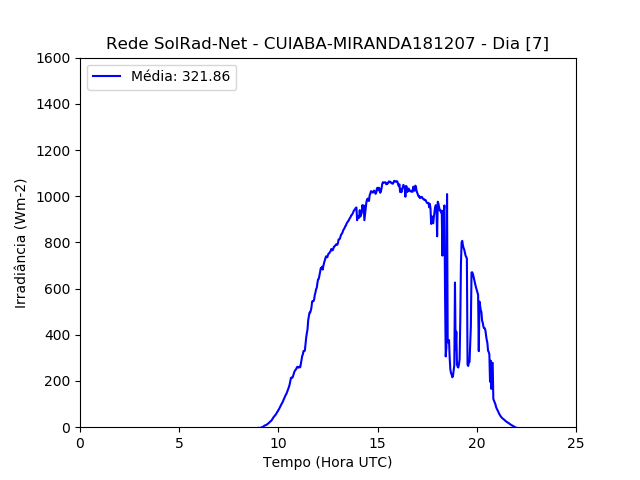 Rede SolRad-Net - CUIABA-MIRANDA181207 - Dia [7]
1600
Média: 321.86
1400
1200
1000
800
600
400
200
0
Irradiância (Wm-2)
0 5 10 15 20 25
Tempo (Hora UTC)